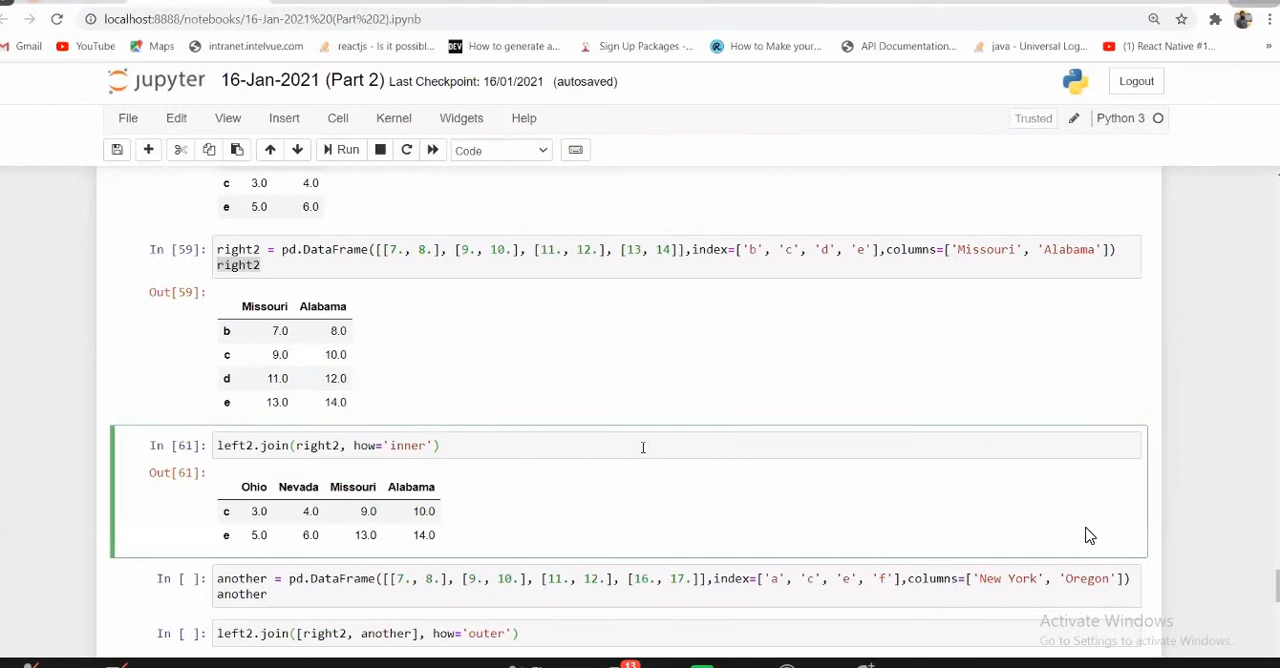 localhost:8888/notebooks/16-Jan-2021%20(Part%202).ipynb
Gmail YouTube Maps intranet.intelvue.com reactjs - Is it possibl... DEV How to generate a... Sign Up Packages -... How to Make your... API Documentation... java - Universal Log... (1) React Native #1... »
jupyter 16-Jan-2021 (Part 2) Last Checkpoint: 16/01/2021 (autosaved) Logout
File Edit View Insert Cell Kernel Widgets Help Trusted Python 3
Run Code
c 3.0 4.0
e 5.0 6.0
In [59]: right2 = pd.DataFrame([[7., 8.], [9., 10.], [11., 12.], [13, 14]],index=['b', 'c', 'd', 'e'],columns=['Missouri', 'Alabama'])
right2
Out[59]:
Missouri Alabama
b 7.0 8.0
c 9.0 10.0
d 11.0 12.0
e 13.0 14.0
In [61]: left2.join(right2, how='inner')
Out[61]:
Ohio Nevada Missouri Alabama
c 3.0 4.0 9.0 10.0
e 5.0 6.0 13.0 14.0
In [ ]: another = pd.DataFrame([[7., 8.], [9., 10.], [11., 12.], [16., 17.]],index=['a', 'c', 'e', 'f'],columns=['New York', 'Oregon'])
another
Activate Windows
In [ ]: left2.join([right2, another], how='outer')
Go to Settings to activate Windows.
13